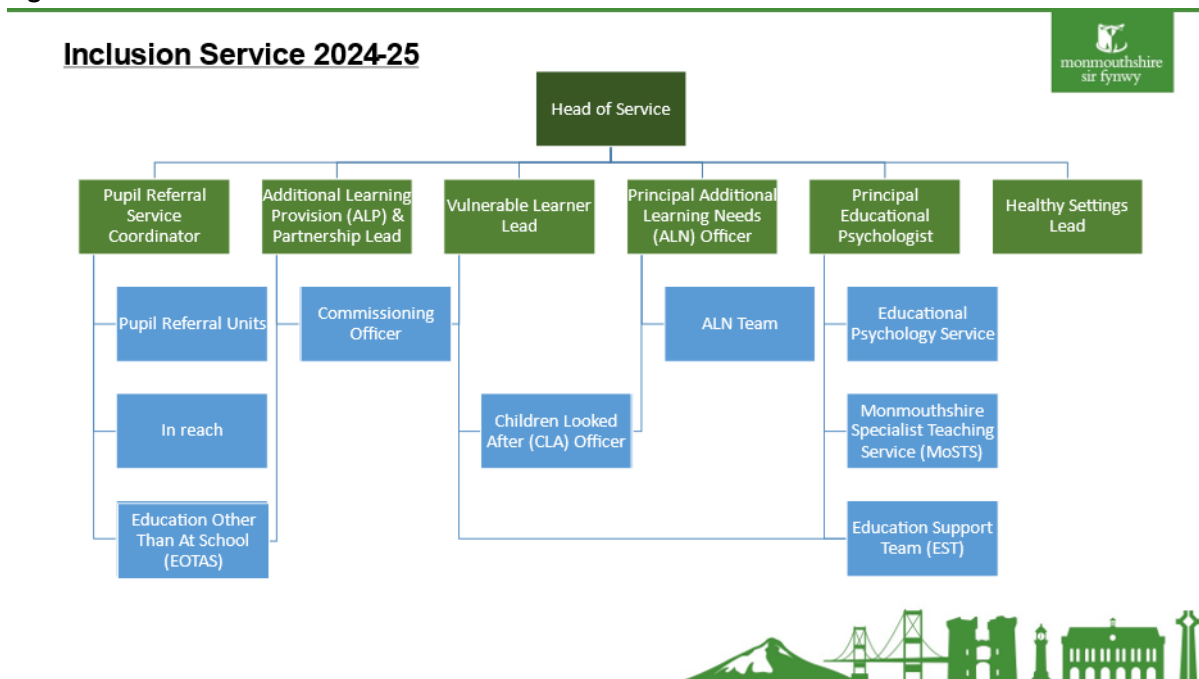 Inclusion Service 2024-25
monmouthshire
sir fynwy
Head of Service
Pupil Referral
Service
Coordinator
Additional Learning
Provision (ALP) &
Partnership Lead
Vulnerable Learner
Lead
Principal Additional
Learning Needs
(ALN) Officer
Principal
Educational
Psychologist
Healthy Settings
Lead
Pupil Referral Units
Commissioning
Officer
ALN Team
Educational
Psychology Service
In reach
Children Looked
After (CLA) Officer
Monmouthshire
Specialist Teaching
Service (MoSTS)
Education Other
Than At School
(EOTAS)
Education Support
Team (EST)